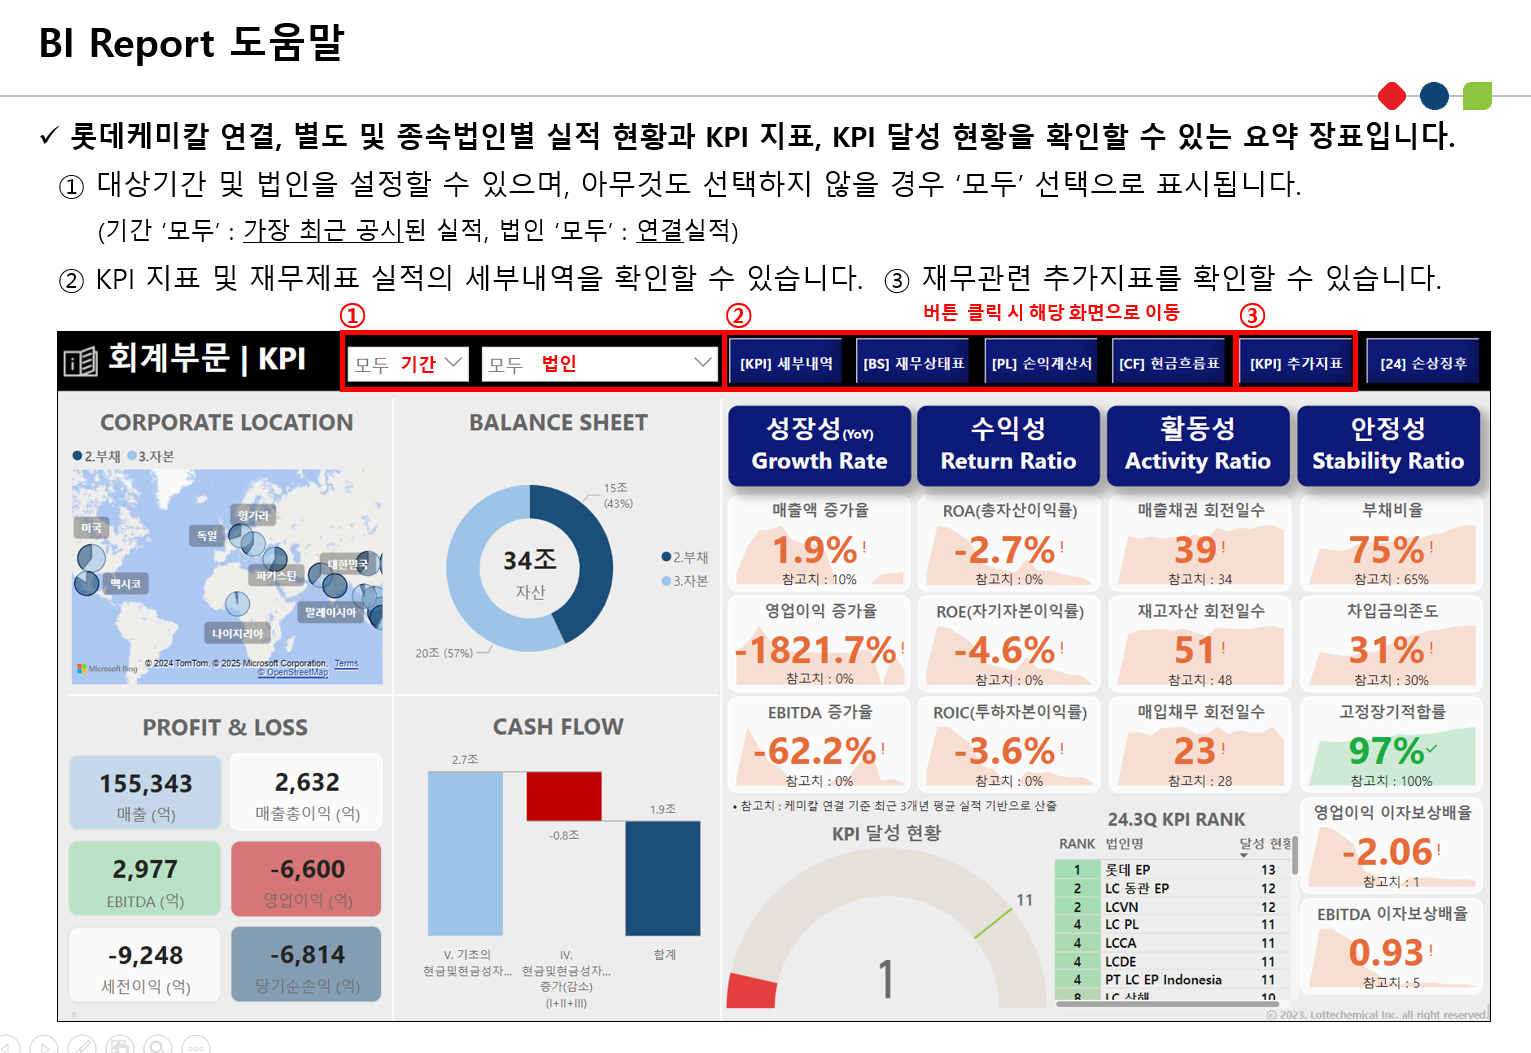 BI Report 도움말
✓ 롯데케미칼 연결, 별도 및 종속법인별 실적 현황과 KPI 지표, KPI 달성 현황을 확인할 수 있는 요약 장표입니다.
① 대상기간 및 법인을 설정할 수 있으며, 아무것도 선택하지 않을 경우 ‘모두’ 선택으로 표시됩니다.
(기간 ‘모두’ : 가장 최근 공시된 실적, 법인 ‘모두’ : 연결실적)
② KPI 지표 및 재무제표 실적의 세부내역을 확인할 수 있습니다. ③ 재무관련 추가지표를 확인할 수 있습니다.
① ② 버튼 클릭 시 해당 화면으로 이동 ③
회계부문 | KPI 모두 기간 모두 법인 [KPI] 세부내역 [BS] 재무상태표 [PL] 손익계산서 [CF] 현금흐름표 [KPI] 추가지표 [24] 손상징후
CORPORATE LOCATION
2.부채 3.자본
미국
헝가리
독일
대한민국
파키스탄
멕시코
말레이시아
나이지리아
Microsoft Bing © 2024 TomTom, © 2025 Microsoft Corporation, Terms
© OpenStreetMap
BALANCE SHEET
15조
(43%)
34조
자산
2.부채
3.자본
20조 (57%)
PROFIT & LOSS
155,343
매출 (억)
2,632
매출총이익 (억)
2,977
EBITDA (억)
-6,600
영업이익 (억)
-9,248
세전이익 (억)
-6,814
당기순손익 (억)
CASH FLOW
2.7조
-0.8조
1.9조
V. 기초의
현금및현금성자...
IV.
현금및현금성자...
증가(감소)
(I+II+III)
합계
성장성(YoY)
Growth Rate
수익성
Return Ratio
활동성
Activity Ratio
안정성
Stability Ratio
매출액 증가율
1.9%!
참고치 : 10%
ROA(총자산이익률)
-2.7%!
참고치 : 0%
매출채권 회전일수
39!
참고치 : 34
부채비율
75%!
참고치 : 65%
영업이익 증가율
-1821.7%!
참고치 : 0%
ROE(자기자본이익률)
-4.6%!
참고치 : 0%
재고자산 회전일수
51!
참고치 : 48
차입금의존도
31%!
참고치 : 30%
EBITDA 증가율
-62.2%!
참고치 : 0%
ROIC(투하자본이익률)
-3.6%!
참고치 : 0%
매입채무 회전일수
23!
참고치 : 28
고정장기적합률
97%✓
참고치 : 100%
• 참고치 : 케미칼 연결 기준 최근 3개년 평균 실적 기반으로 산출
KPI 달성 현황
11
1
24.3Q KPI RANK
RANK 법인명 달성 현황
1 롯데 EP 13
2 LC 동관 EP 12
2 LCVN 12
4 LC PL 11
4 LCCA 11
4 LCDE 11
4 PT LC EP Indonesia 11
8 LC 상해 10
영업이익 이자보상배율
-2.06!
참고치 : 1
EBITDA 이자보상배율
0.93!
참고치 : 5
© 2023. Lottechemical Inc. all right reserved.